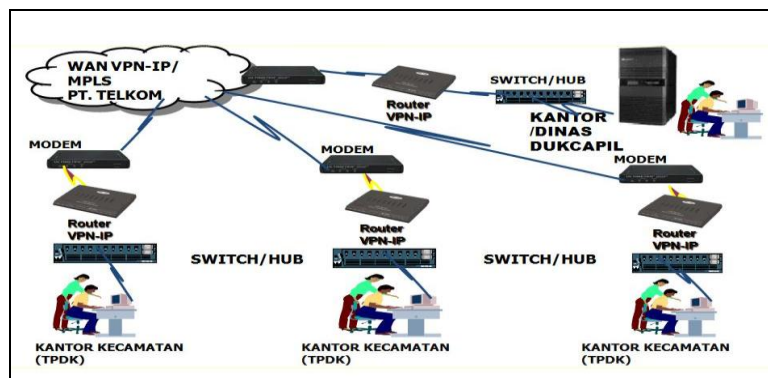 WAN VPN-IP/
MPLS
PT. TELKOM
Router
VPN-IP
SWITCH/HUB
KANTOR
/DINAS
DUKCAPIL
MODEM
MODEM
MODEM
Router
VPN-IP
Router
VPN-IP
Router
VPN-IP
SWITCH/HUB
SWITCH/HUB
KANTOR KECAMATAN
(TPDK)
KANTOR KECAMATAN
(TPDK)
KANTOR KECAMATAN
(TPDK)